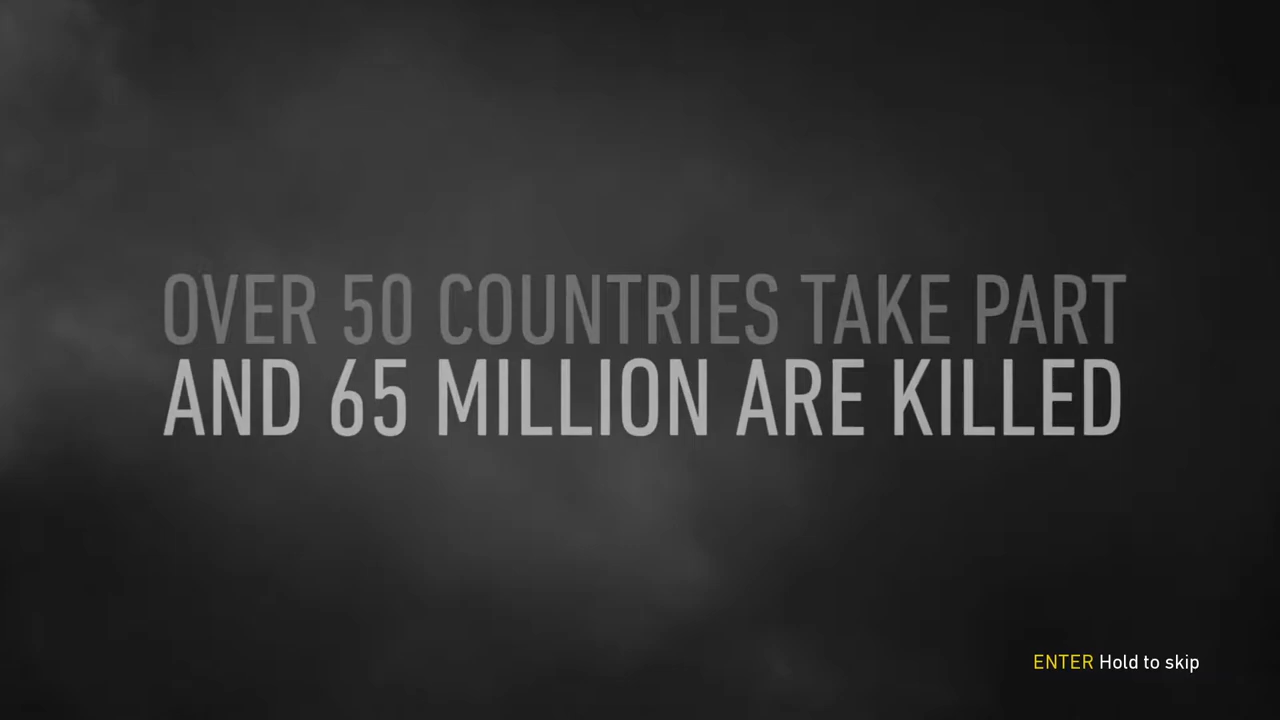 OVER 50 COUNTRIES TAKE PART
AND 65 MILLION ARE KILLED
ENTER Hold to skip